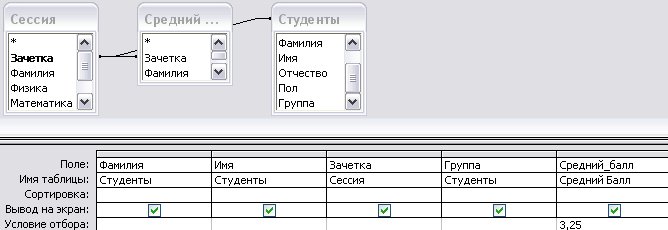 Сессия Средний ... Студенты
*
Зачетка
Фамилия
Физика
Математика
*
Зачетка
Фамилия
Фамилия
Имя
Отчество
Пол
Группа
Поле: Фамилия Имя Зачетка Группа Средний_балл
Имя таблицы: Студенты Студенты Сессия Студенты Средний Балл
Сортировка:
Вывод на экран:
Условие отбора: 3,25